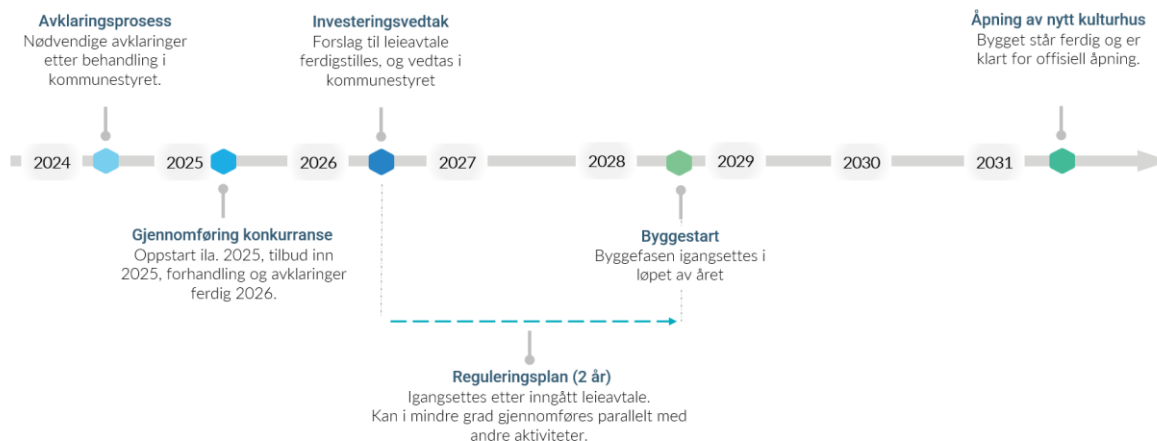 Avklaringsprosess
Nødvendige avklaringer
etter behandling i
kommunestyret.
Investeringsvedtak
Forslag til leieavtale
ferdigstilles, og vedtas i
kommunestyret
Åpning av nytt kulturhus
Bygget står ferdig og er
klart for offisiell åpning.
2024
2025
2026
2027
2028
2029
2030
2031
Gjennomføring konkurranse
Oppstart ila. 2025, tilbud inn
2025, forhandling og avklaringer
ferdig 2026.
Byggestart
Byggefasen igangsettes i
løpet av året
Reguleringsplan (2 år)
Igangsettes etter inngått leieavtale.
Kan i mindre grad gjennomføres parallelt med
andre aktiviteter.